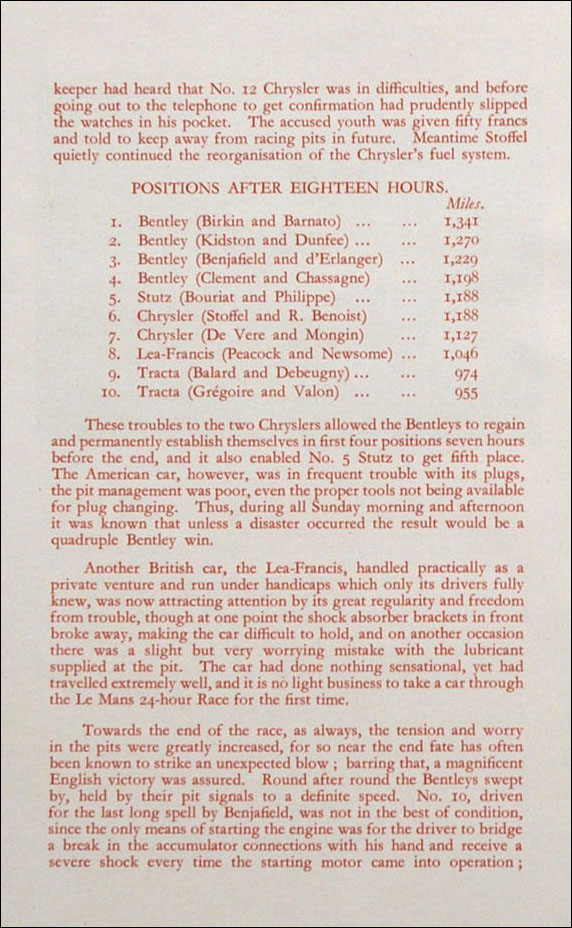 keeper had heard that No. 12 Chrysler was in difficulties, and before
going out to the telephone to get confirmation had prudently slipped
the watches in his pocket. The accused youth was given fifty francs
and told to keep away from racing pits in future. Meantime Stoffel
quietly continued the reorganisation of the Chrysler's fuel system.
POSITIONS AFTER EIGHTEEN HOURS.
Miles.
1. Bentley (Birkin and Barnato) ... ... 1,341
2. Bentley (Kidston and Dunfee) ... ... 1,270
3. Bentley (Benjafield and d'Erlanger) ... 1,229
4. Bentley (Clement and Chassagne) ... 1,198
5. Stutz (Bouriat and Philippe) ... ... 1,188
6. Chrysler (Stoffel and R. Benoist) ... 1,188
7. Chrysler (De Vere and Mongin) ... 1,127
8. Lea-Francis (Peacock and Newsome) ... 1,046
9. Tracta (Balard and Debeugny) ... ... 974
10. Tracta (Grégoire and Valon) ... ... 955
These troubles to the two Chryslers allowed the Bentleys to regain
and permanently establish themselves in first four positions seven hours
before the end, and it also enabled No. 5 Stutz to get fifth place.
The American car, however, was in frequent trouble with its plugs,
the pit management was poor, even the proper tools not being available
for plug changing. Thus, during all Sunday morning and afternoon
it was known that unless a disaster occurred the result would be a
quadruple Bentley win.
Another British car, the Lea-Francis, handled practically as a
private venture and run under handicaps which only its drivers fully
knew, was now attracting attention by its great regularity and freedom
from trouble, though at one point the shock absorber brackets in front
broke away, making the car difficult to hold, and on another occasion
there was a slight but very worrying mistake with the lubricant
supplied at the pit. The car had done nothing sensational, yet had
travelled extremely well, and it is no light business to take a car through
the Le Mans 24-hour Race for the first time.
Towards the end of the race, as always, the tension and worry
in the pits were greatly increased, for so near the end fate has often
been known to strike an unexpected blow ; barring that, a magnificent
English victory was assured. Round after round the Bentleys swept
by, held by their pit signals to a definite speed. No. 10, driven
for the last long spell by Benjafield, was not in the best of condition,
since the only means of starting the engine was for the driver to bridge
a break in the accumulator connections with his hand and receive a
severe shock every time the starting motor came into operation ;